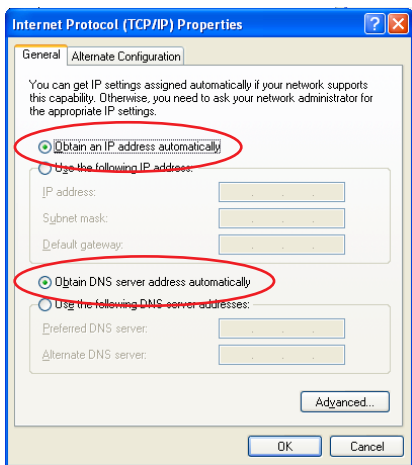 Internet Protocol (TCP/IP) Properties
General
Alternate Configuration
You can get IP settings assigned automatically if your network supports
this capability. Otherwise, you need to ask your network administrator for
the appropriate IP settings.
Obtain an IP address automatically
Use the following IP address:
IP address:
Subnet mask:
Default gateway:
Obtain DNS server address automatically
Use the following DNS server addresses:
Preferred DNS server:
Alternate DNS server:
Advanced...
OK
Cancel